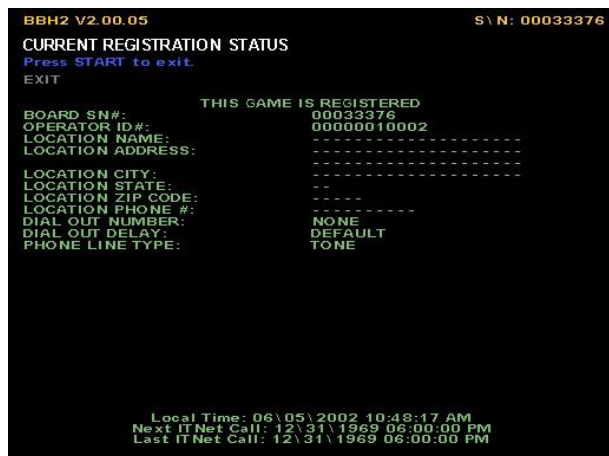 BBH2 V2.00.05 S\N: 00033376
CURRENT REGISTRATION STATUS
Press START to exit.
EXIT
THIS GAME IS REGISTERED
BOARD SN#: 00033376
OPERATOR ID#: 00000010002
LOCATION NAME: - - - - - - - - - - - - - - - - - - - -
LOCATION ADDRESS: - - - - - - - - - - - - - - - - - - - -
- - - - - - - - - - - - - - - - - - - -
LOCATION CITY: - - - - - - - - - - - - - - - - - - - -
LOCATION STATE: - -
LOCATION ZIP CODE: - - - - -
LOCATION PHONE #: - - - - - - - - - -
DIAL OUT NUMBER: NONE
DIAL OUT DELAY: DEFAULT
PHONE LINE TYPE: TONE
Local Time: 06\05\2002 10:48:17 AM
Next ITNet Call: 12\31\1969 06:00:00 PM
Last ITNet Call: 12\31\1969 06:00:00 PM